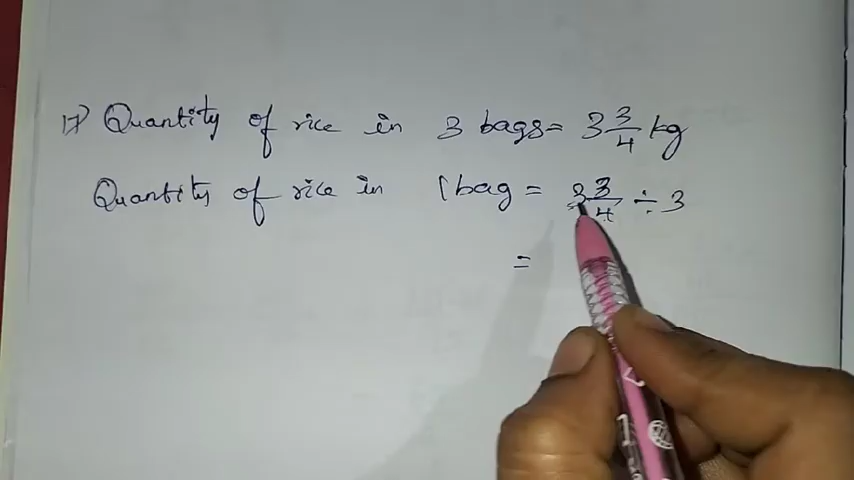 17) Quantity of rice in 3 bags = 3 3/4 kg
Quantity of rice in 1 bag = 3 3/4 ÷ 3
=